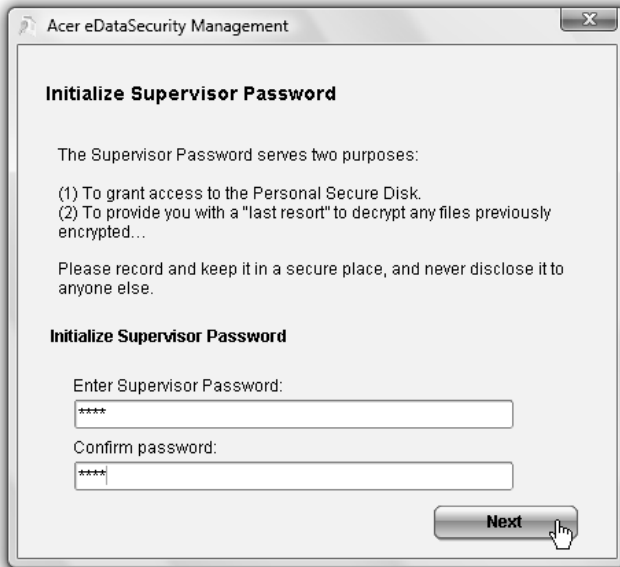 Acer eDataSecurity Management
Initialize Supervisor Password
The Supervisor Password serves two purposes:
(1) To grant access to the Personal Secure Disk.
(2) To provide you with a "last resort" to decrypt any files previously
encrypted...
Please record and keep it in a secure place, and never disclose it to
anyone else.
Initialize Supervisor Password
Enter Supervisor Password:
****
Confirm password:
****
Next